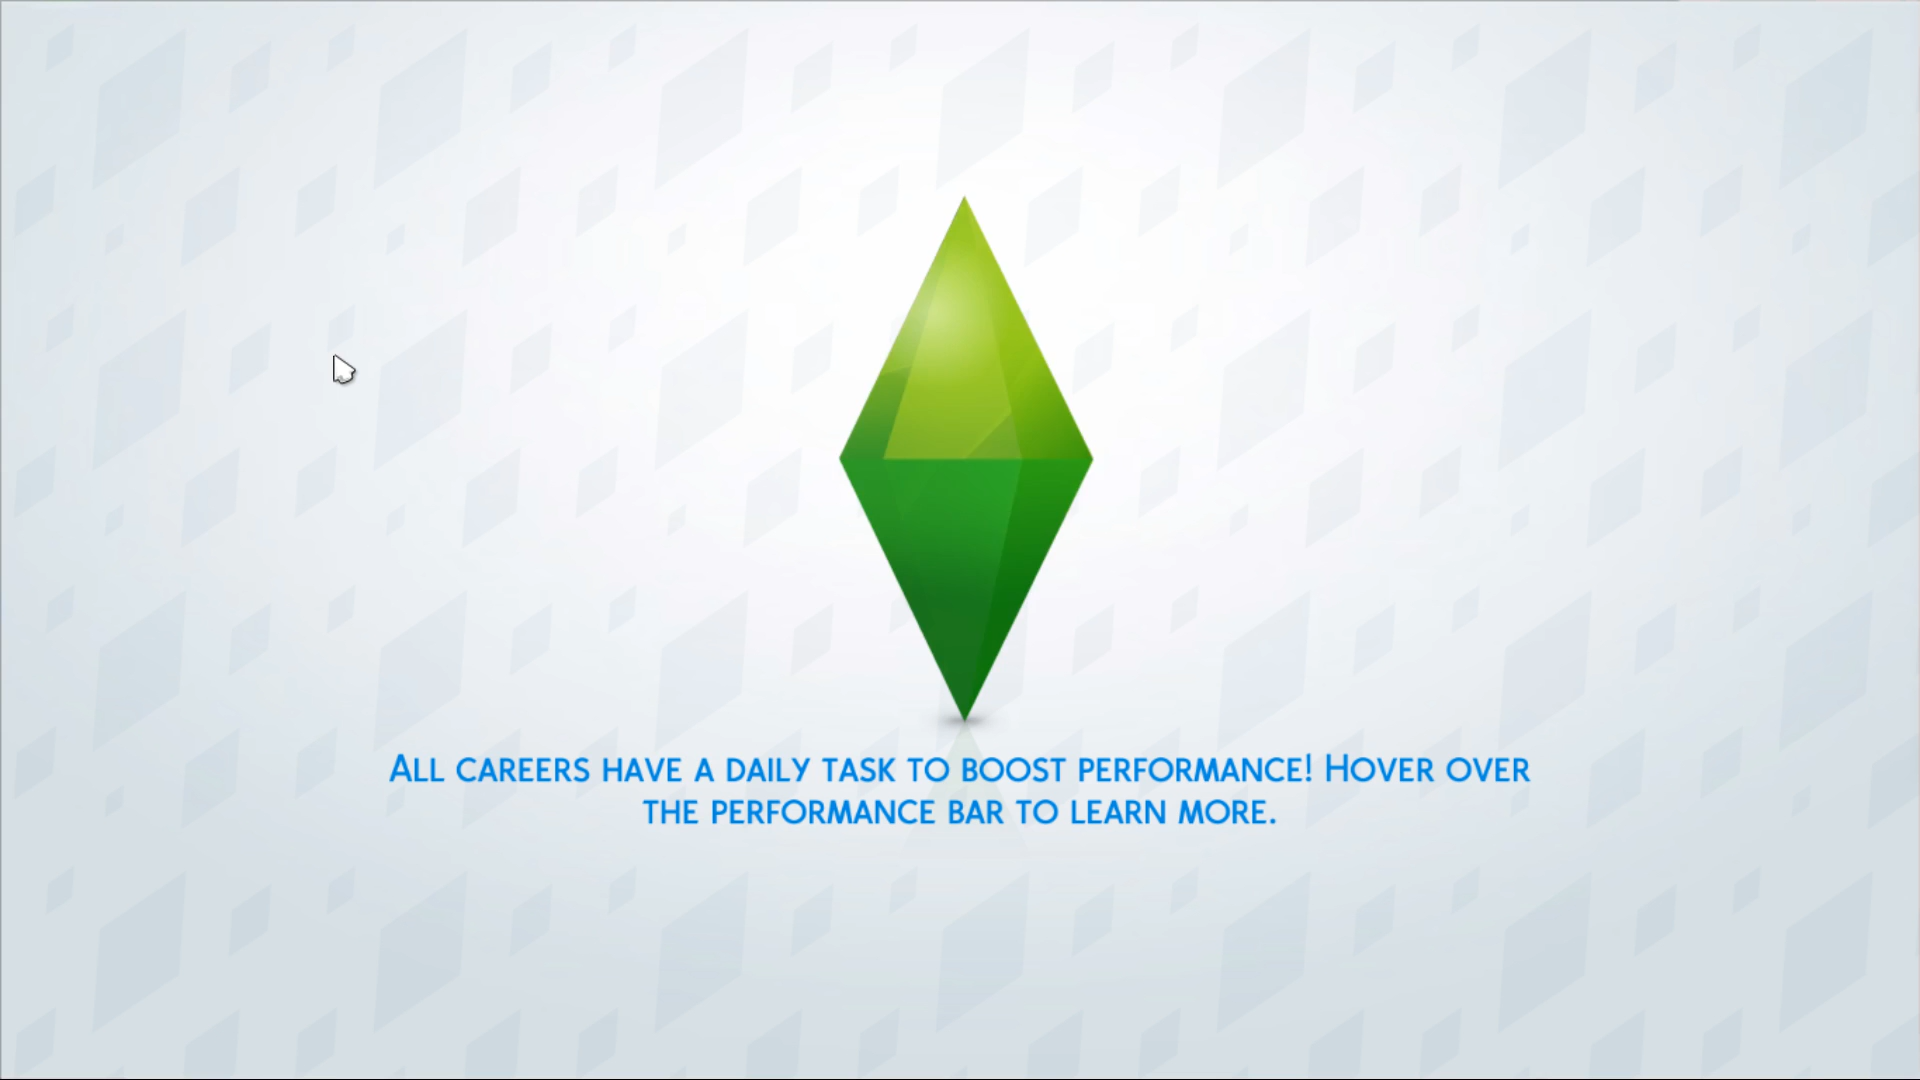 All careers have a daily task to boost performance! Hover over
the performance bar to learn more.